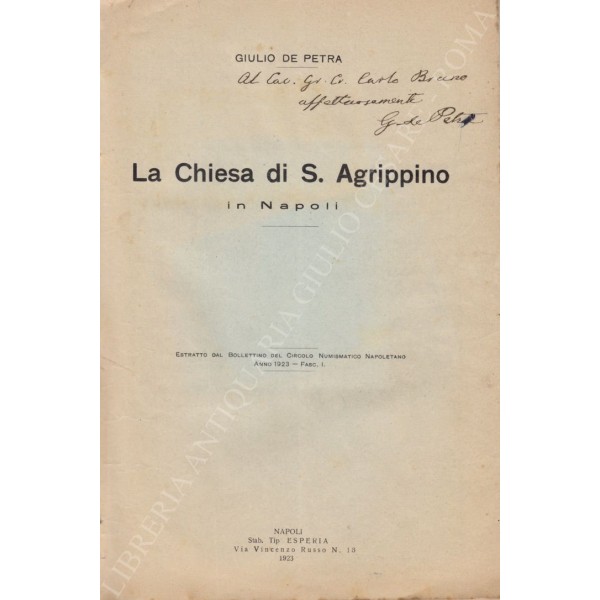 GIULIO DE PETRA
Al Cav. Gr. Cr. Carlo
affettuosamente
G. de Petra
La Chiesa di S. Agrippino
in Napoli
ESTRATTO DAL BOLLETTINO DEL CIRCOLO NUMISMATICO NAPOLETANO
ANNO 1923 — FASC. I.
NAPOLI
Stab. Tip ESPERIA
Via Vincenzo Russo N. 10
1923
LIBRERIA ANTIQUARIA GIULIO CESARE - ROMA